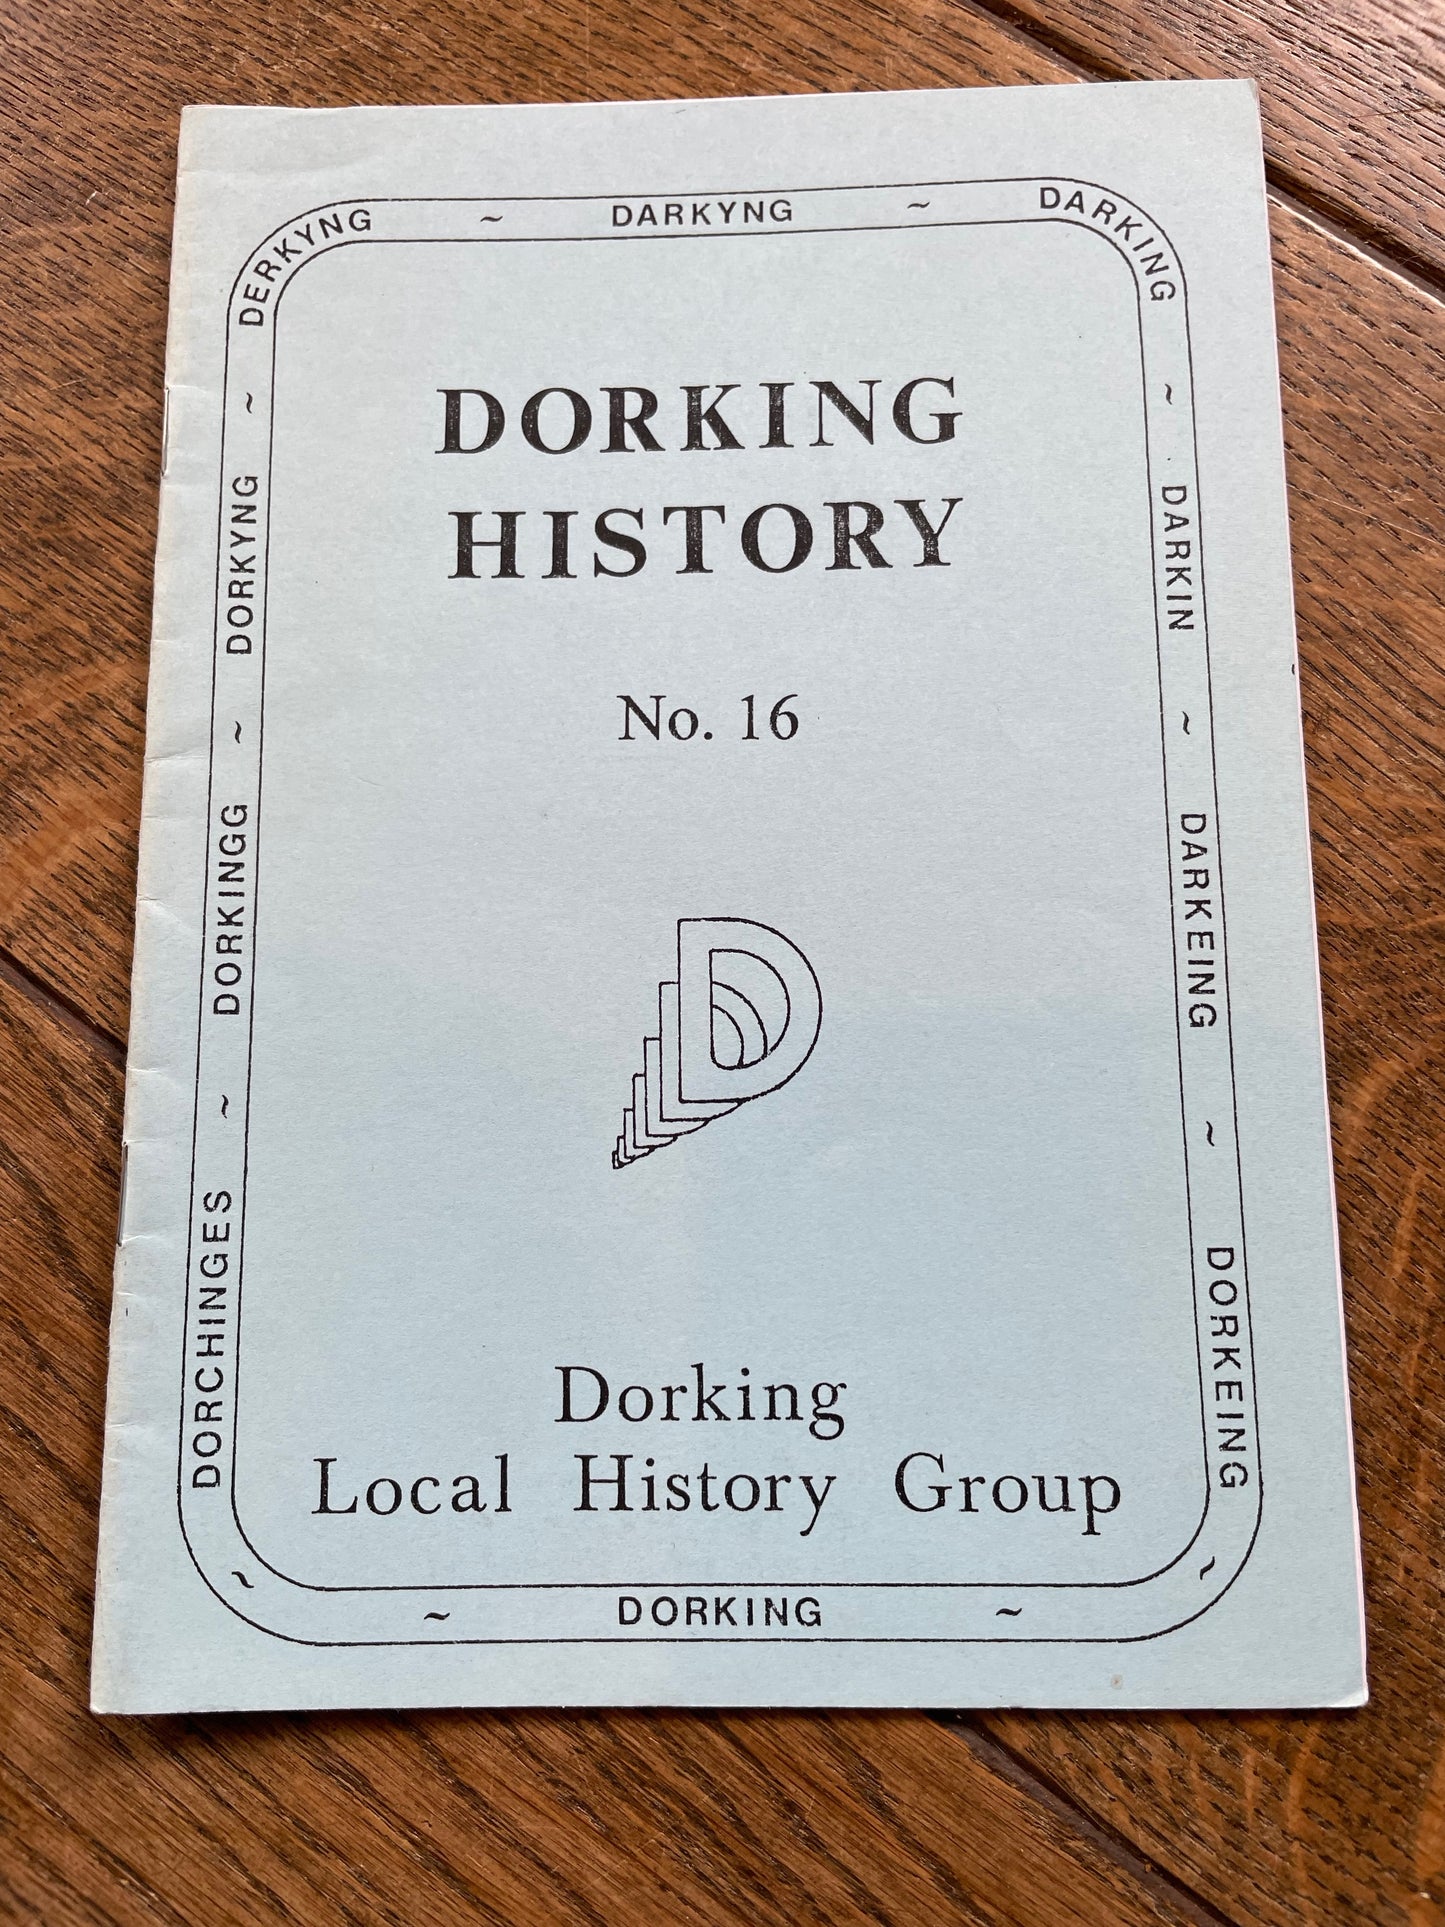 DORCHINGES ~ DORKINGG ~ DORKYNG ~ DERKYNG ~ DARKYNG ~ DARKING ~ DARKIN ~ DARKEING ~ DORKEING ~
~ DORKING ~ ~
DORKING
HISTORY
No. 16
D
Dorking
Local History Group